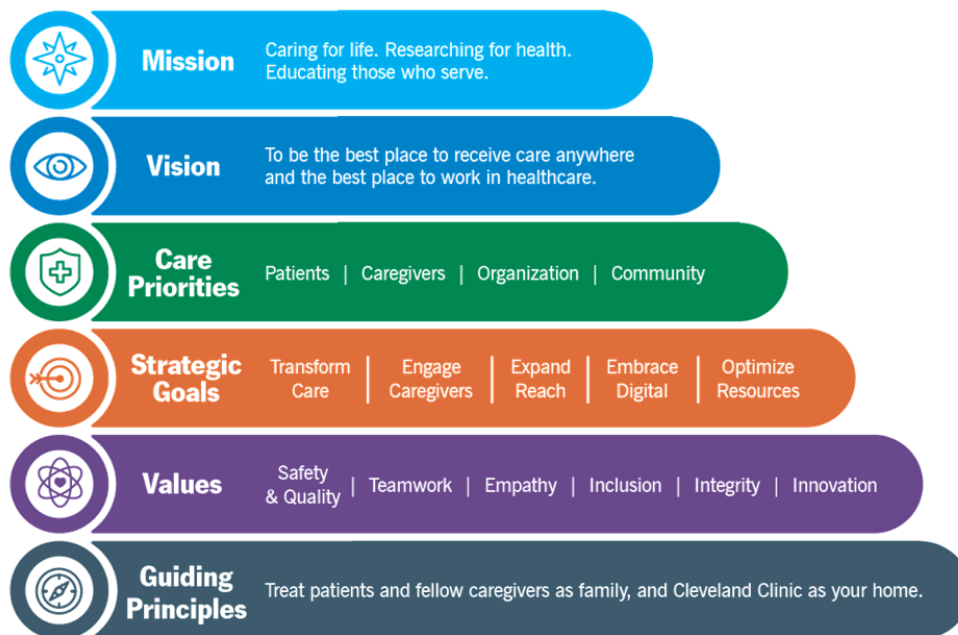 Mission
Caring for life. Researching for health.
Educating those who serve.
Vision
To be the best place to receive care anywhere
and the best place to work in healthcare.
Care
Priorities
Patients | Caregivers | Organization | Community
Strategic
Goals
Transform
Care
Engage
Caregivers
Expand
Reach
Embrace
Digital
Optimize
Resources
Values
Safety
& Quality | Teamwork | Empathy | Inclusion | Integrity | Innovation
Guiding
Principles
Treat patients and fellow caregivers as family, and Cleveland Clinic as your home.